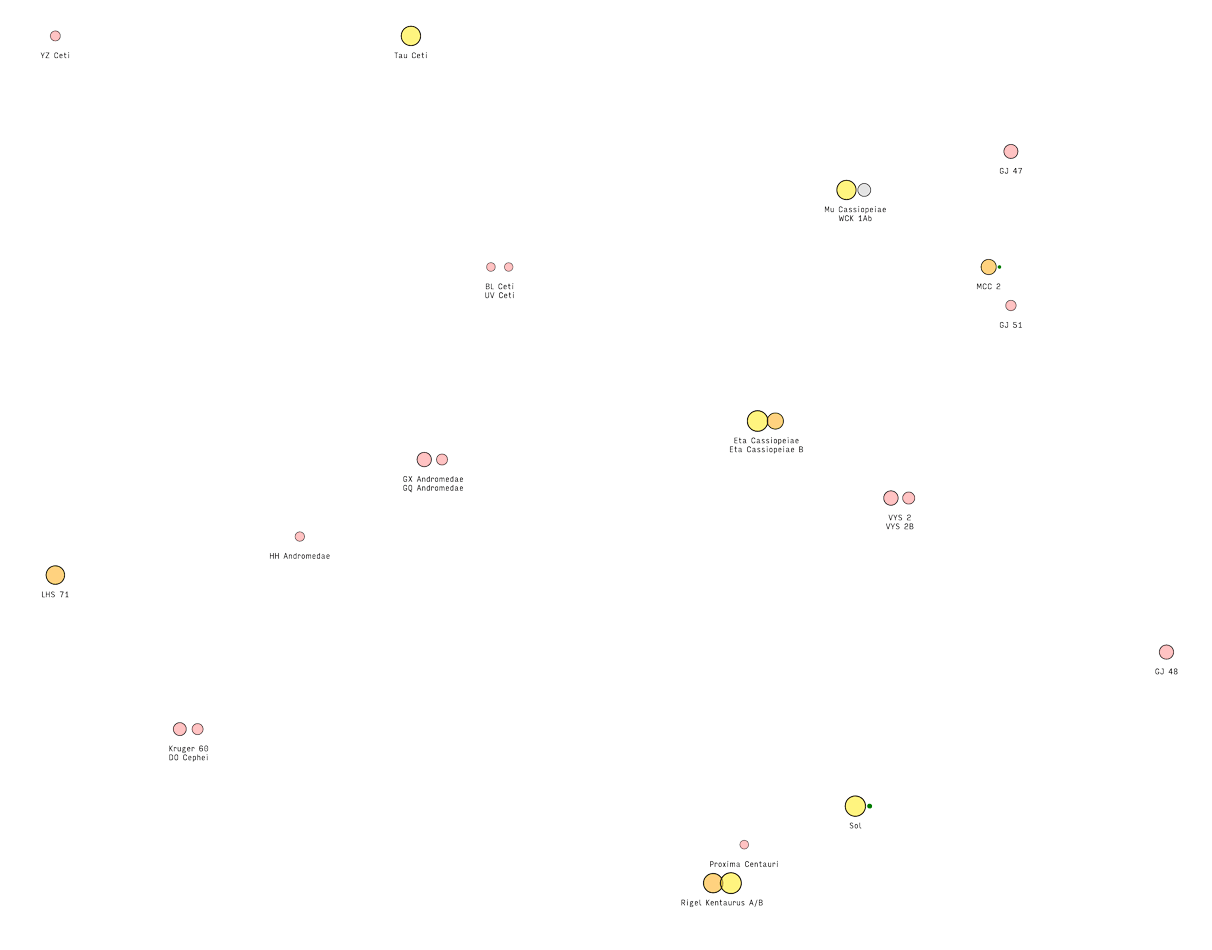 YZ Ceti
Tau Ceti
GJ 47
Mu Cassiopeiae
WCK 1Ab
BL Ceti
UV Ceti
MCC 2
GJ 51
Eta Cassiopeiae
Eta Cassiopeiae B
GX Andromedae
GQ Andromedae
VYS 2
VYS 2B
HH Andromedae
LHS 71
GJ 48
Kruger 60
DO Cephei
Sol
Proxima Centauri
Rigel Kentaurus A/B